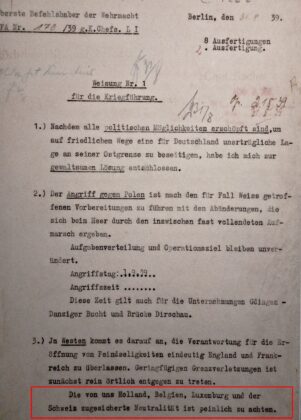 berste Befehlshaber der Wehrmacht
Berlin, den 31.8. 39.
FA Nr. 170 /39 g.K.Chefs. L I
8 Ausfertigungen
2. Ausfertigung.
Weisung Nr. 1
für die Kriegführung.
1.) Nachdem alle politischen Möglichkeiten erschöpft sind, um
auf friedlichem Wege eine für Deutschland unerträgliche Lage
an seiner Ostgrenze zu beseitigen, habe ich mich zur
gewaltsamen Lösung entschlossen.
2.) Der Angriff gegen Polen ist nach den für Fall Weiss getrof-
fenen Vorbereitungen zu führen mit den Abänderungen, die
sich beim Heer durch den inzwischen fast vollendeten Auf-
marsch ergeben.
Aufgabenverteilung und Operationsziel bleiben unver-
ändert.
Angriffstag: 1.9.39
Angriffszeit ........
Diese Zeit gilt auch für die Unternehmungen Gdingen -
Danziger Bucht und Brücke Dirschau.
3.) Im Westen kommt es darauf an, die Verantwortung für die Er-
öffnung von Feindseligkeiten eindeutig England und Frank-
reich zu überlassen. Geringfügigen Grenzverletzungen ist
zunächst rein örtlich entgegen zu treten.
Die von uns Holland, Belgien, Luxemburg und der
Schweiz zugesicherte Neutralität ist peinlich zu achten.